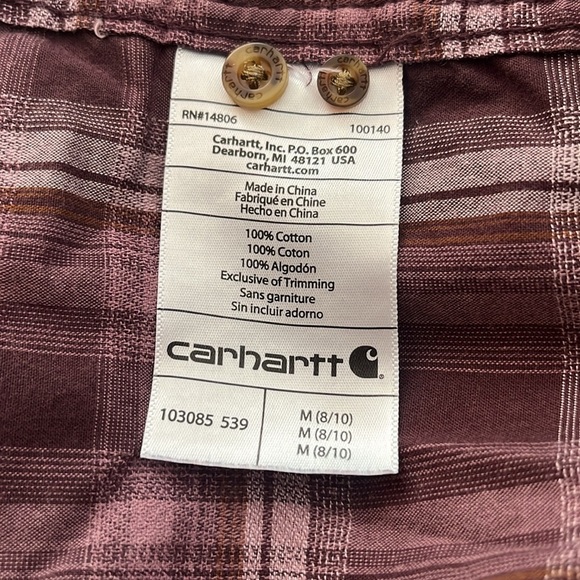 carhartt
carhartt
RN#14806
100140
Carhartt, Inc. P.O. Box 600
Dearborn, MI 48121 USA
carhartt.com
Made in China
Fabriqué en Chine
Hecho en China
100% Cotton
100% Coton
100% Algodón
Exclusive of Trimming
Sans garniture
Sin incluir adorno
carhartt
103085 539
M (8/10)
M (8/10)
M (8/10)